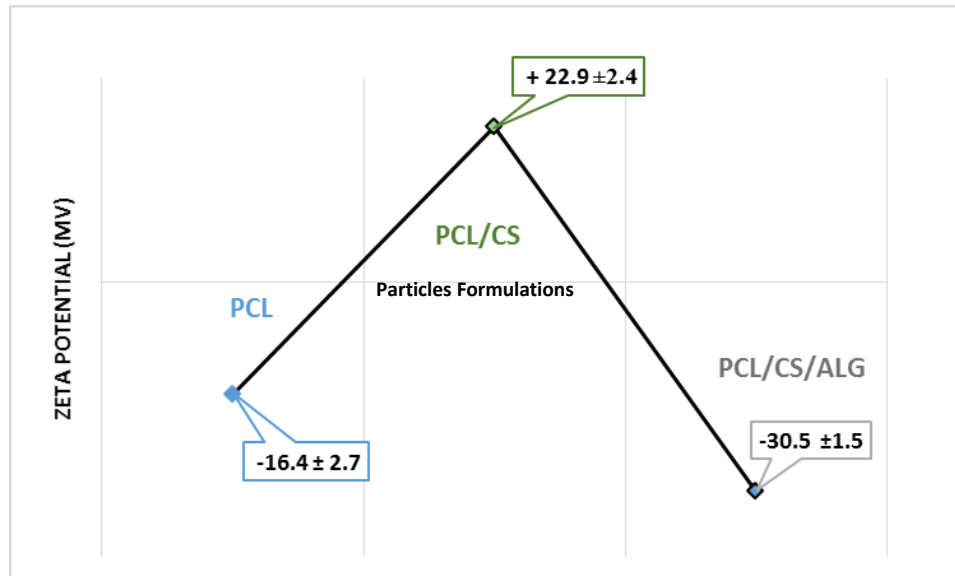 + 22.9 ±2.4
ZETA POTENTIAL (MV)
PCL/CS
Particles Formulations
PCL
PCL/CS/ALG
-30.5 ±1.5
-16.4 ± 2.7